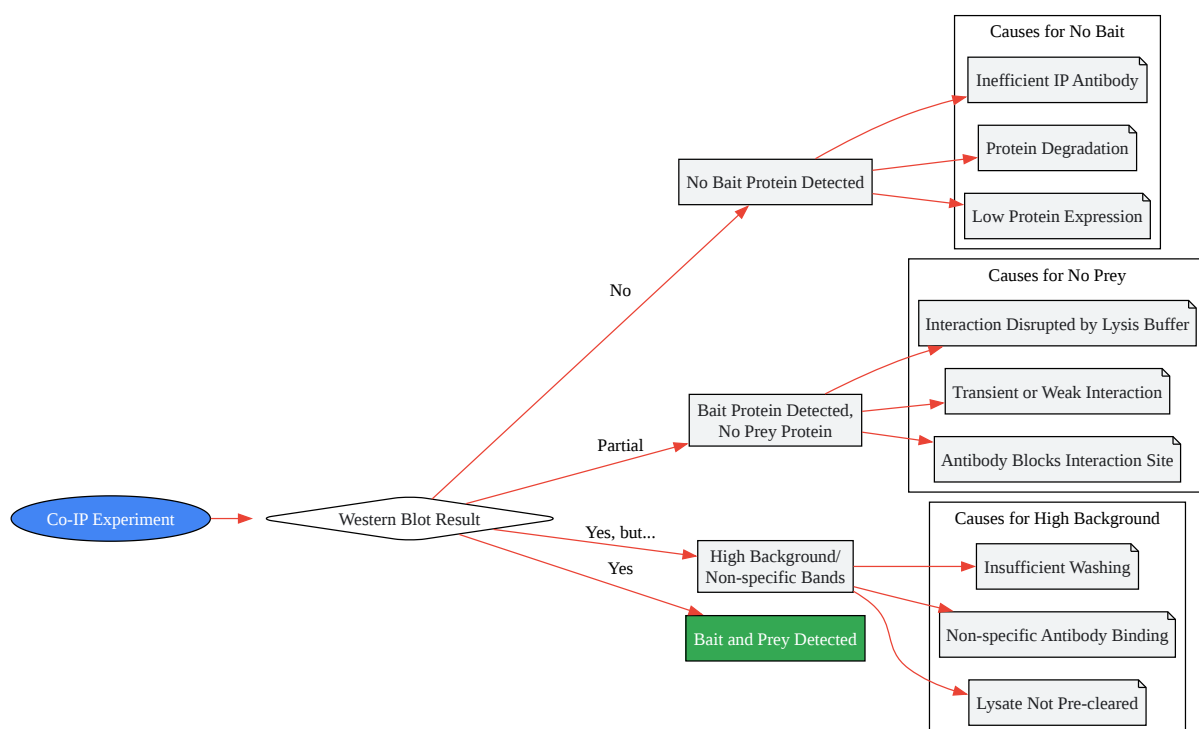 Co-IP Experiment
Western Blot Result
No
Partial
Yes, but...
Yes
No Bait Protein Detected
Bait Protein Detected,
No Prey Protein
High Background/
Non-specific Bands
Bait and Prey Detected
Causes for No Bait
Inefficient IP Antibody
Protein Degradation
Low Protein Expression
Causes for No Prey
Interaction Disrupted by Lysis Buffer
Transient or Weak Interaction
Antibody Blocks Interaction Site
Causes for High Background
Insufficient Washing
Non-specific Antibody Binding
Lysate Not Pre-cleared